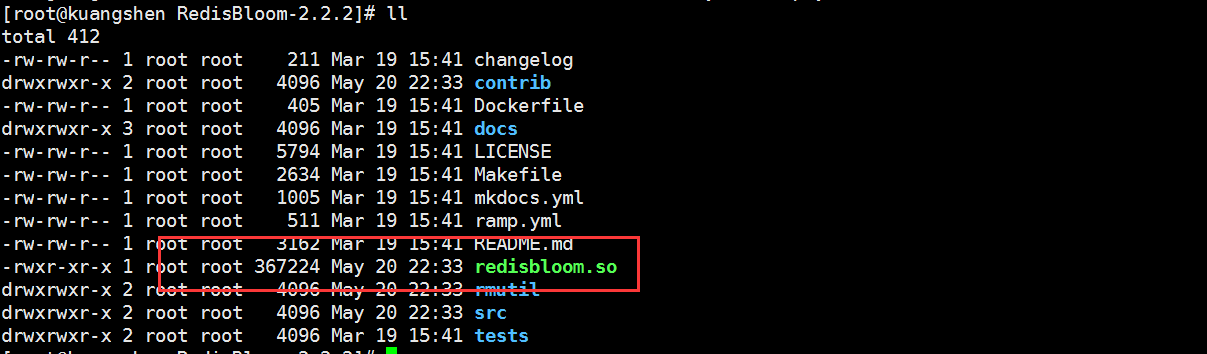 [root@kuangshen RedisBloom-2.2.2]# ll
total 412
-rw-rw-r-- 1 root root    211 Mar 19 15:41 changelog
drwxrwxr-x 2 root root   4096 May 20 22:33 contrib
-rw-rw-r-- 1 root root    405 Mar 19 15:41 Dockerfile
drwxrwxr-x 3 root root   4096 Mar 19 15:41 docs
-rw-rw-r-- 1 root root   5794 Mar 19 15:41 LICENSE
-rw-rw-r-- 1 root root   2634 Mar 19 15:41 Makefile
-rw-rw-r-- 1 root root   1005 Mar 19 15:41 mkdocs.yml
-rw-rw-r-- 1 root root    511 Mar 19 15:41 ramp.yml
-rw-rw-r-- 1 root root   3162 Mar 19 15:41 README.md
-rwxr-xr-x 1 root root 367224 May 20 22:33 redisbloom.so
drwxrwxr-x 2 root root   4096 May 20 22:33 rmutil
drwxrwxr-x 2 root root   4096 May 20 22:33 src
drwxrwxr-x 2 root root   4096 Mar 19 15:41 tests
[root@kuangshen RedisBloom-2.2.2]#